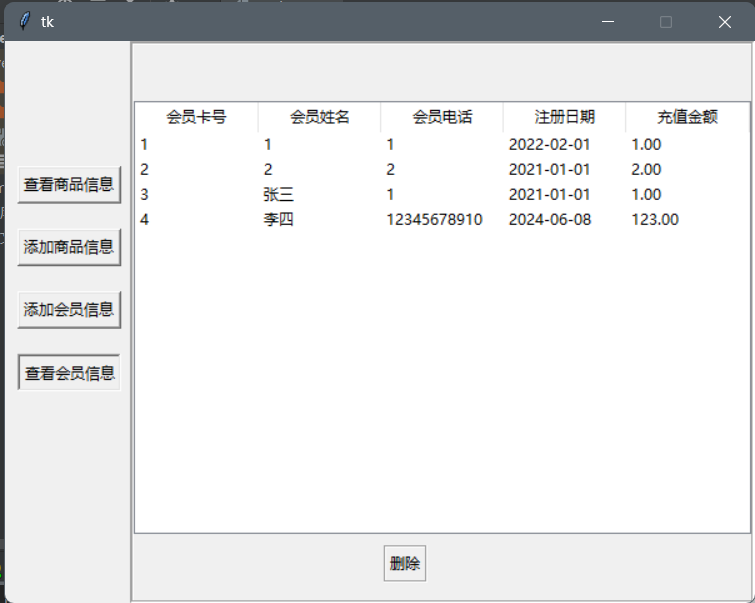 tk
会员卡号 会员姓名 会员电话 注册日期 充值金额
1 1 1 2022-02-01 1.00
2 2 2 2021-01-01 2.00
3 张三 1 2021-01-01 1.00
4 李四 12345678910 2024-06-08 123.00
查看商品信息
添加商品信息
添加会员信息
查看会员信息
删除